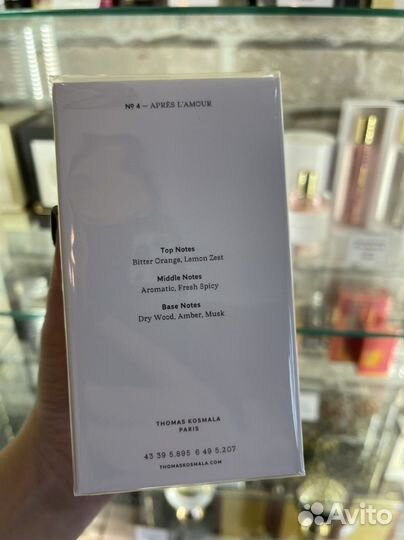 Nº 4 — APRÈS L'AMOUR
Top Notes
Bitter Orange, Lemon Zest
Middle Notes
Aromatic, Fresh Spicy
Base Notes
Dry Wood, Amber, Musk
THOMAS KOSMALA
PARIS
43 39 5.895 6 49 5.207
THOMASKOSMALA.COM
Avito